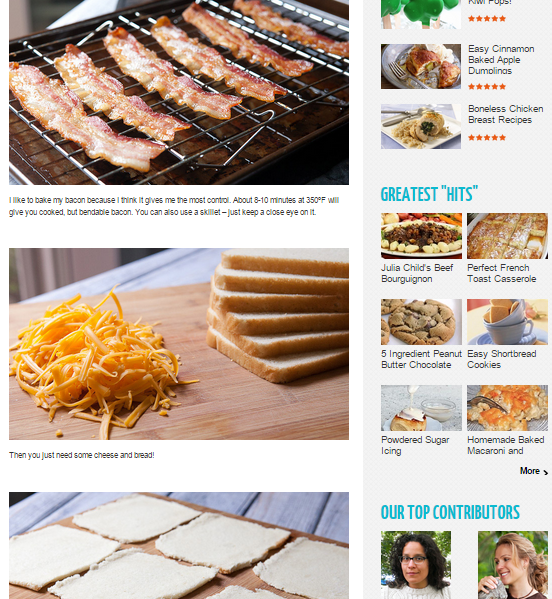 I like to bake my bacon because I think it gives me the most control. About 8-10 minutes at 350ºF will
give you cooked, but bendable bacon. You can also use a skillet – just keep a close eye on it.
Then you just need some cheese and bread!
Kiwi Pops!
Easy Cinnamon
Baked Apple
Dumplings
Boneless Chicken
Breast Recipes
GREATEST "HITS"
Julia Child's Beef
Bourguignon
Perfect French
Toast Casserole
5 Ingredient Peanut
Butter Chocolate
Easy Shortbread
Cookies
Powdered Sugar
Icing
Homemade Baked
Macaroni and
More
OUR TOP CONTRIBUTORS